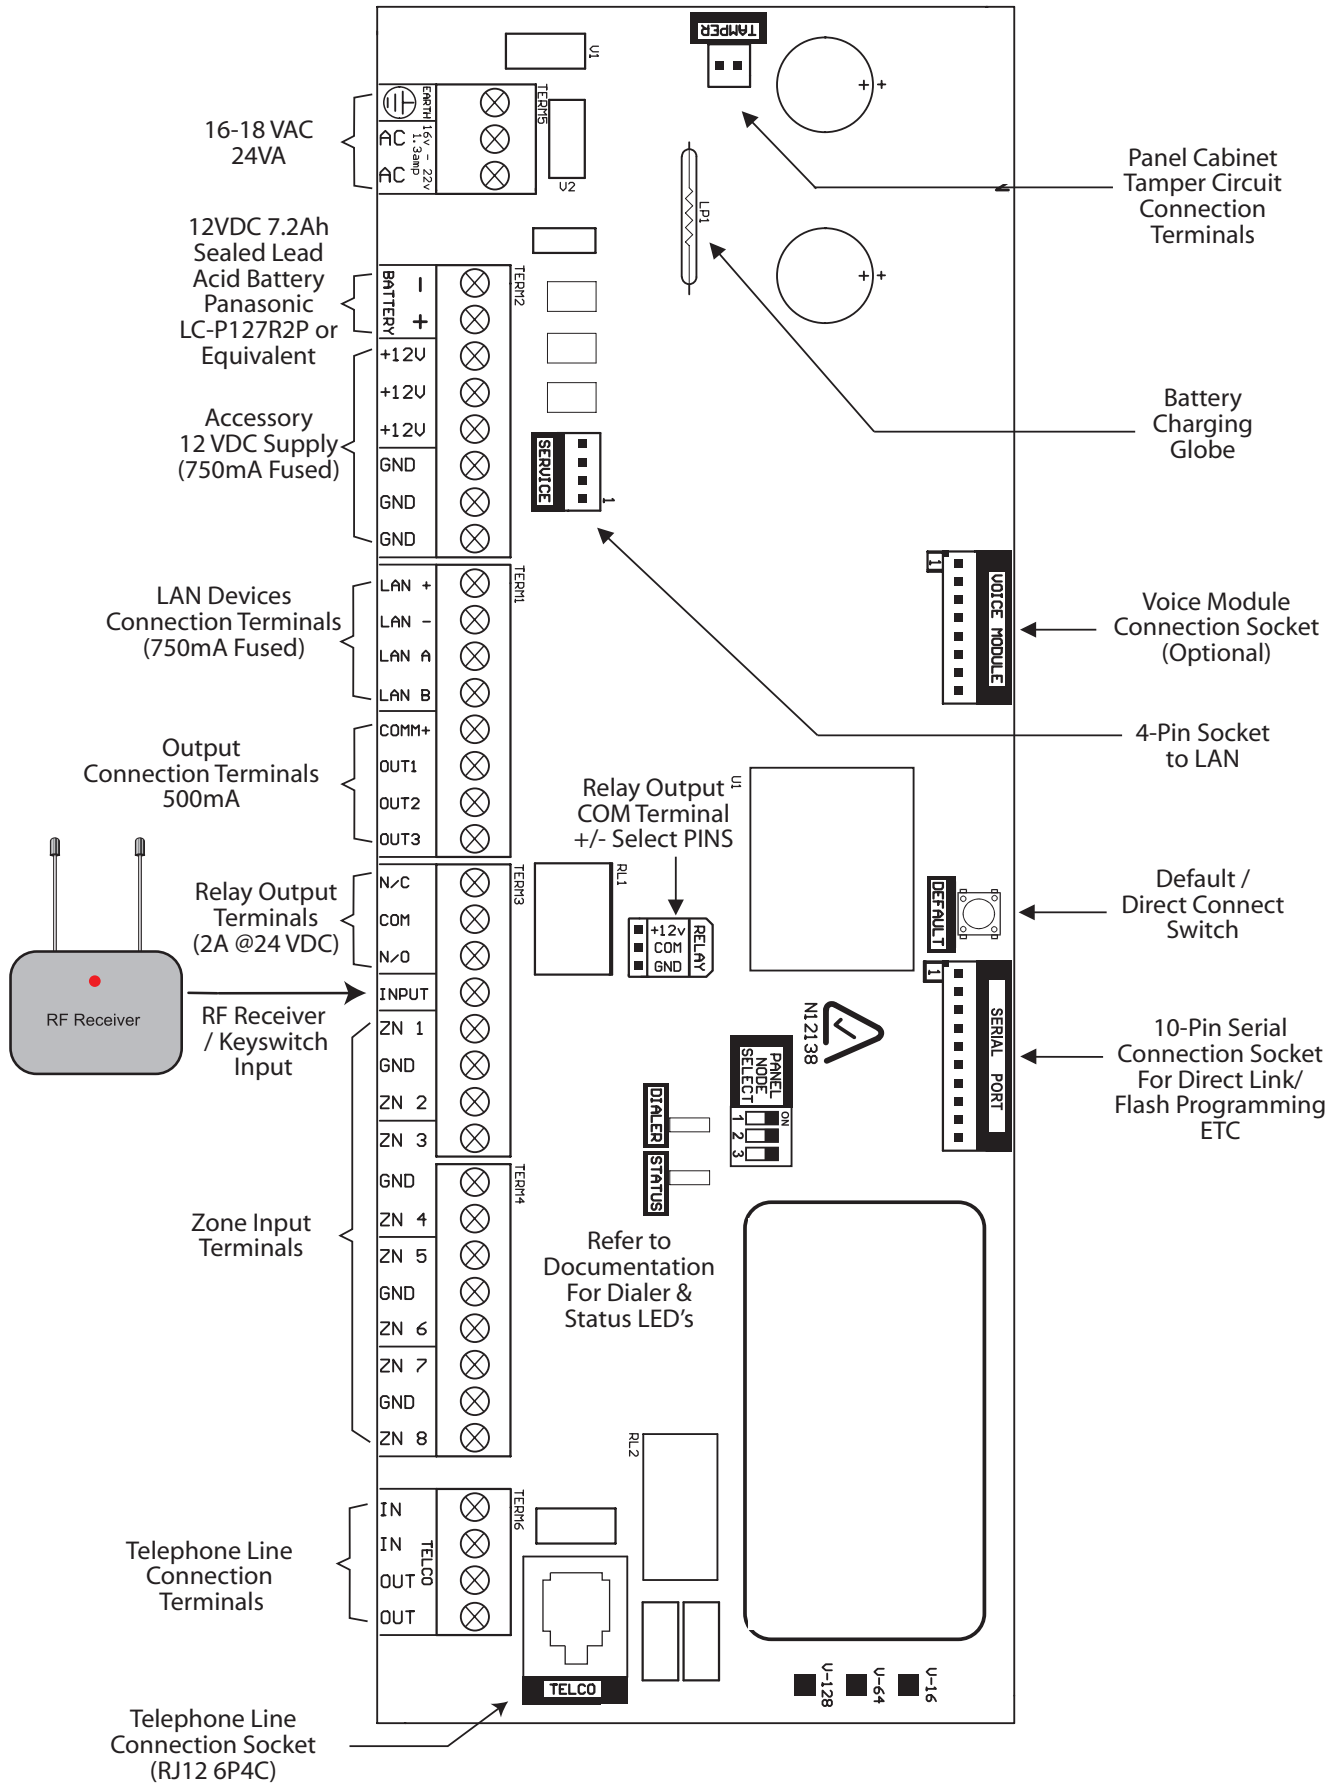 TAMPER
V1
EARTH
AC
AC
16v - 22v
1.3amp
TERM5
V2
16-18 VAC
24VA
LP1
Panel Cabinet
Tamper Circuit
Connection
Terminals
12VDC 7.2Ah
Sealed Lead
Acid Battery
Panasonic
LC-P127R2P or
Equivalent
BATTERY
-
+
+12V
+12V
+12V
GND
GND
GND
TERM2
Accessory
12 VDC Supply
(750mA Fused)
SERVICE
1
Battery
Charging
Globe
LAN Devices
Connection Terminals
(750mA Fused)
LAN +
LAN -
LAN A
LAN B
TERM1
1
VOICE MODULE
Voice Module
Connection Socket
(Optional)
4-Pin Socket
to LAN
Output
Connection Terminals
500mA
COMM+
OUT1
OUT2
OUT3
Relay Output
COM Terminal
+/- Select PINS
U1
Relay Output
Terminals
(2A @24 VDC)
N/C
COM
N/O
TERM3
RL1
+12v
COM
GND
RELAY
DEFAULT
Default /
Direct Connect
Switch
RF Receiver
RF Receiver
/ Keyswitch
Input
INPUT
ZN 1
GND
ZN 2
ZN 3
GND
ZN 4
ZN 5
GND
ZN 6
ZN 7
GND
ZN 8
TERM4
Zone Input
Terminals
N12138
PANEL
NODE
SELECT
ON
1
2
3
DIALER
STATUS
Refer to
Documentation
For Dialer &
Status LED's
1
SERIAL PORT
10-Pin Serial
Connection Socket
For Direct Link/
Flash Programming
ETC
RL2
Telephone Line
Connection
Terminals
IN
IN
OUT
OUT
TELCO
TERM6
TELCO
V-128
V-64
V-16
Telephone Line
Connection Socket
(RJ12 6P4C)